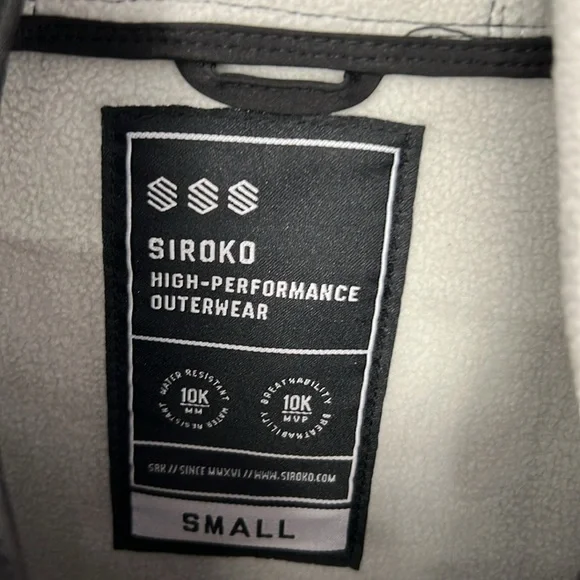 SIROKO
HIGH-PERFORMANCE
OUTERWEAR
WATER RESISTANT WATER RESISTANT
10K
MM
BREATHABILITY BREATHABILITY
10K
MVP
SRK // SINCE MMXVI // WWW.SIROKO.COM
SMALL